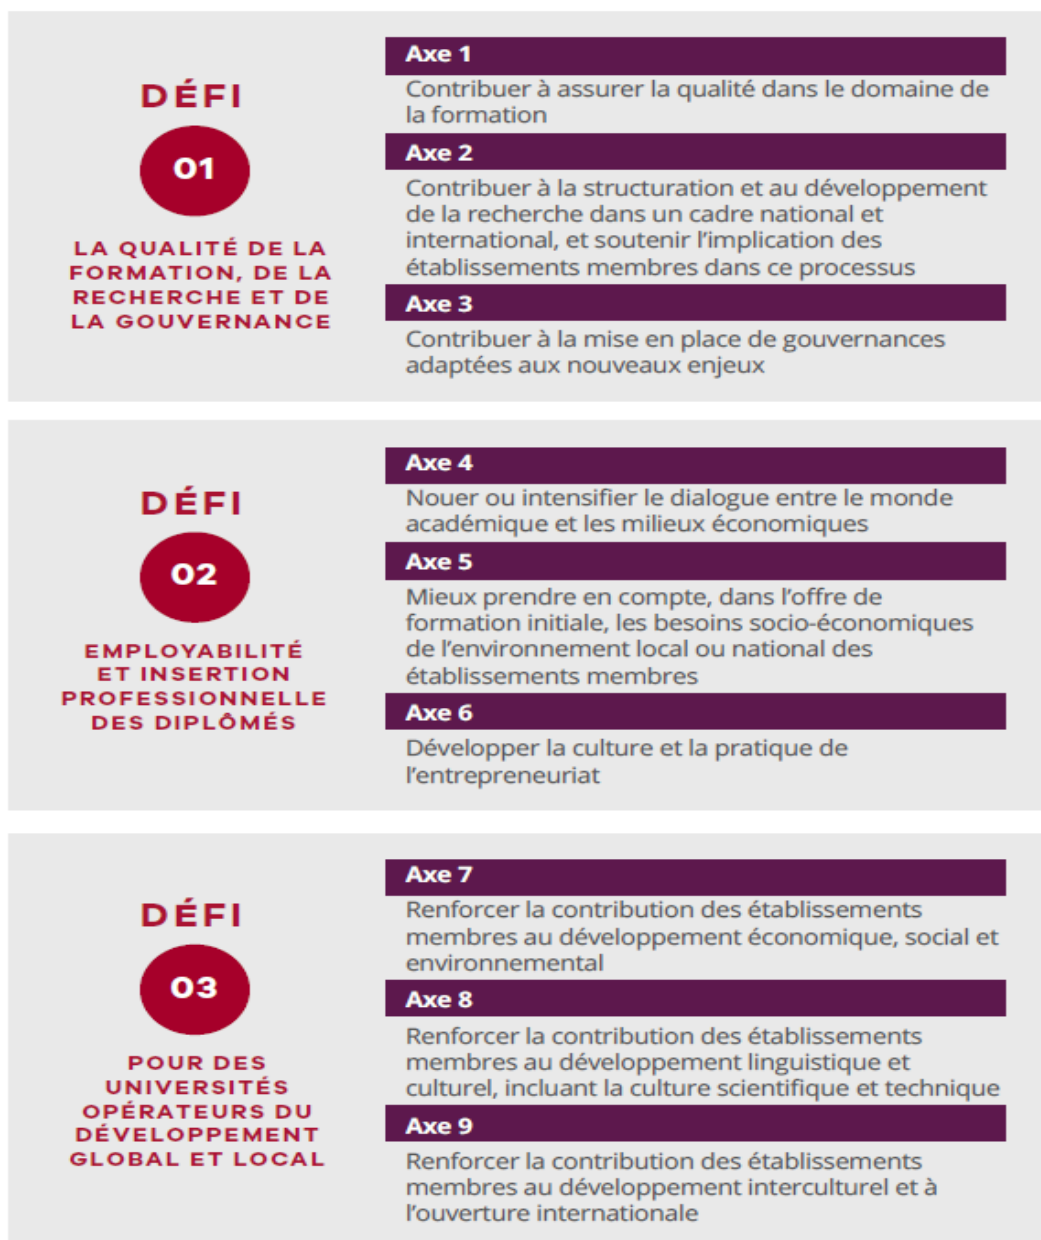 DÉFI
01
LA QUALITÉ DE LA
FORMATION, DE LA
RECHERCHE ET DE
LA GOUVERNANCE
Axe 1
Contribuer à assurer la qualité dans le domaine de
la formation
Axe 2
Contribuer à la structuration et au développement
de la recherche dans un cadre national et
international, et soutenir l’implication des
établissements membres dans ce processus
Axe 3
Contribuer à la mise en place de gouvernances
adaptées aux nouveaux enjeux
DÉFI
02
EMPLOYABILITÉ
ET INSERTION
PROFESSIONNELLE
DES DIPLÔMÉS
Axe 4
Nouer ou intensifier le dialogue entre le monde
académique et les milieux économiques
Axe 5
Mieux prendre en compte, dans l’offre de
formation initiale, les besoins socio-économiques
de l’environnement local ou national des
établissements membres
Axe 6
Développer la culture et la pratique de
l’entrepreneuriat
DÉFI
03
POUR DES
UNIVERSITÉS
OPÉRATEURS DU
DÉVELOPPEMENT
GLOBAL ET LOCAL
Axe 7
Renforcer la contribution des établissements
membres au développement économique, social et
environnemental
Axe 8
Renforcer la contribution des établissements
membres au développement linguistique et
culturel, incluant la culture scientifique et technique
Axe 9
Renforcer la contribution des établissements
membres au développement interculturel et à
l’ouverture internationale